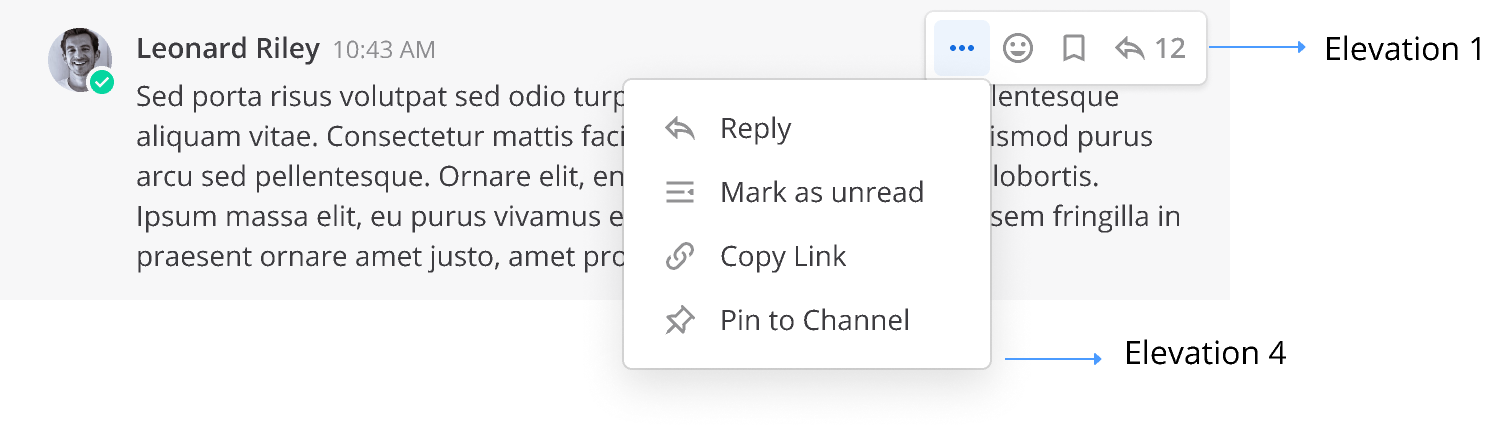 Leonard Riley 10:43 AM
12
Elevation 1
Sed porta risus volutpat sed odio turp lentesque
aliquam vitae. Consectetur mattis faci ismod purus
arcu sed pellentesque. Ornare elit, en lobortis.
Ipsum massa elit, eu purus vivamus e sem fringilla in
praesent ornare amet justo, amet pro
Reply
Mark as unread
Copy Link
Pin to Channel
Elevation 4